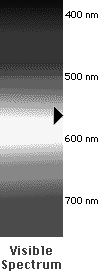 400 nm
500 nm
600 nm
700 nm
Visible
Spectrum